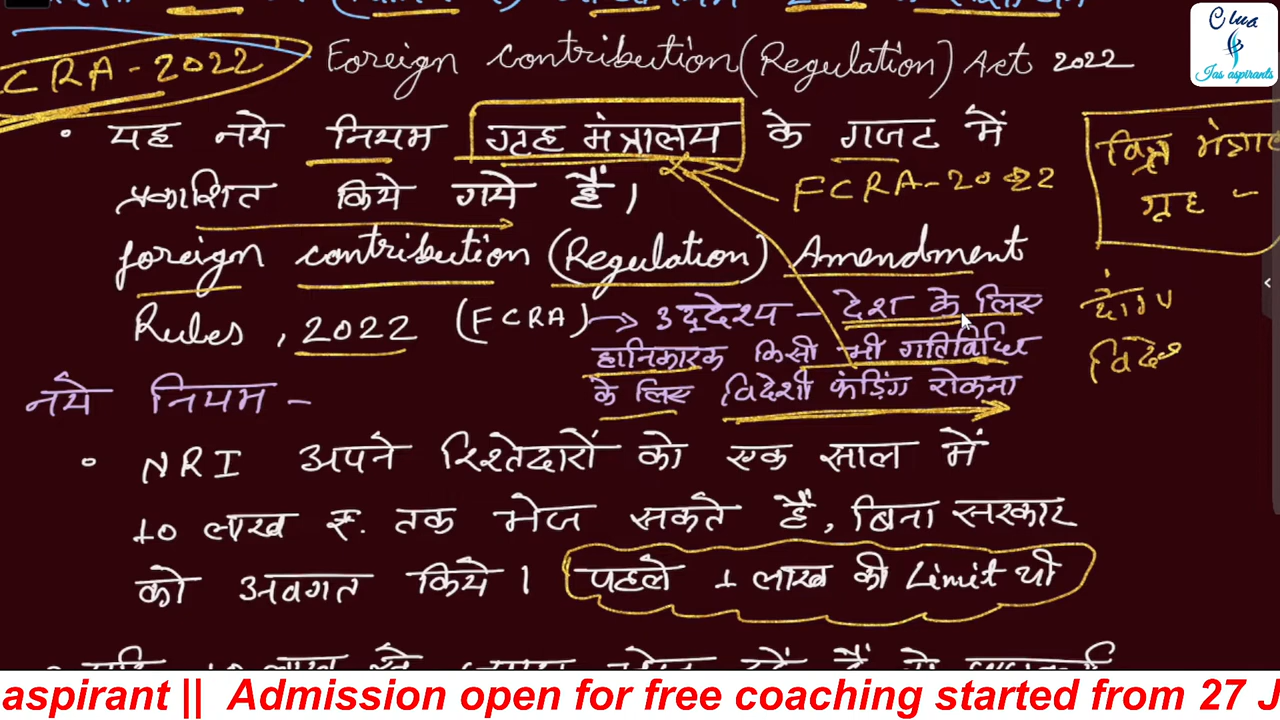 Clue
Ias aspirants
CRA-2022 Foreign contribution (Regulation) Act 2022
• यह नये नियम गृह मंत्रालय के गजट में
प्रकाशित किये गये हैं।
FCRA-2022
गृह -
foreign contribution (Regulation) Amendment
Rules, 2022 (FCRA) → उद्देश्य - देश के लिए
हानिकारक किसी भी गतिविधि
के लिए विदेशी फंडिंग रोकना
नये नियम -
• NRI अपने रिश्तेदारों को एक साल में
10 लाख रु. तक भेज सकते हैं, बिना सरकार
को अवगत किये। पहले 1 लाख की Limit थी
aspirant || Admission open for free coaching started from 27 J